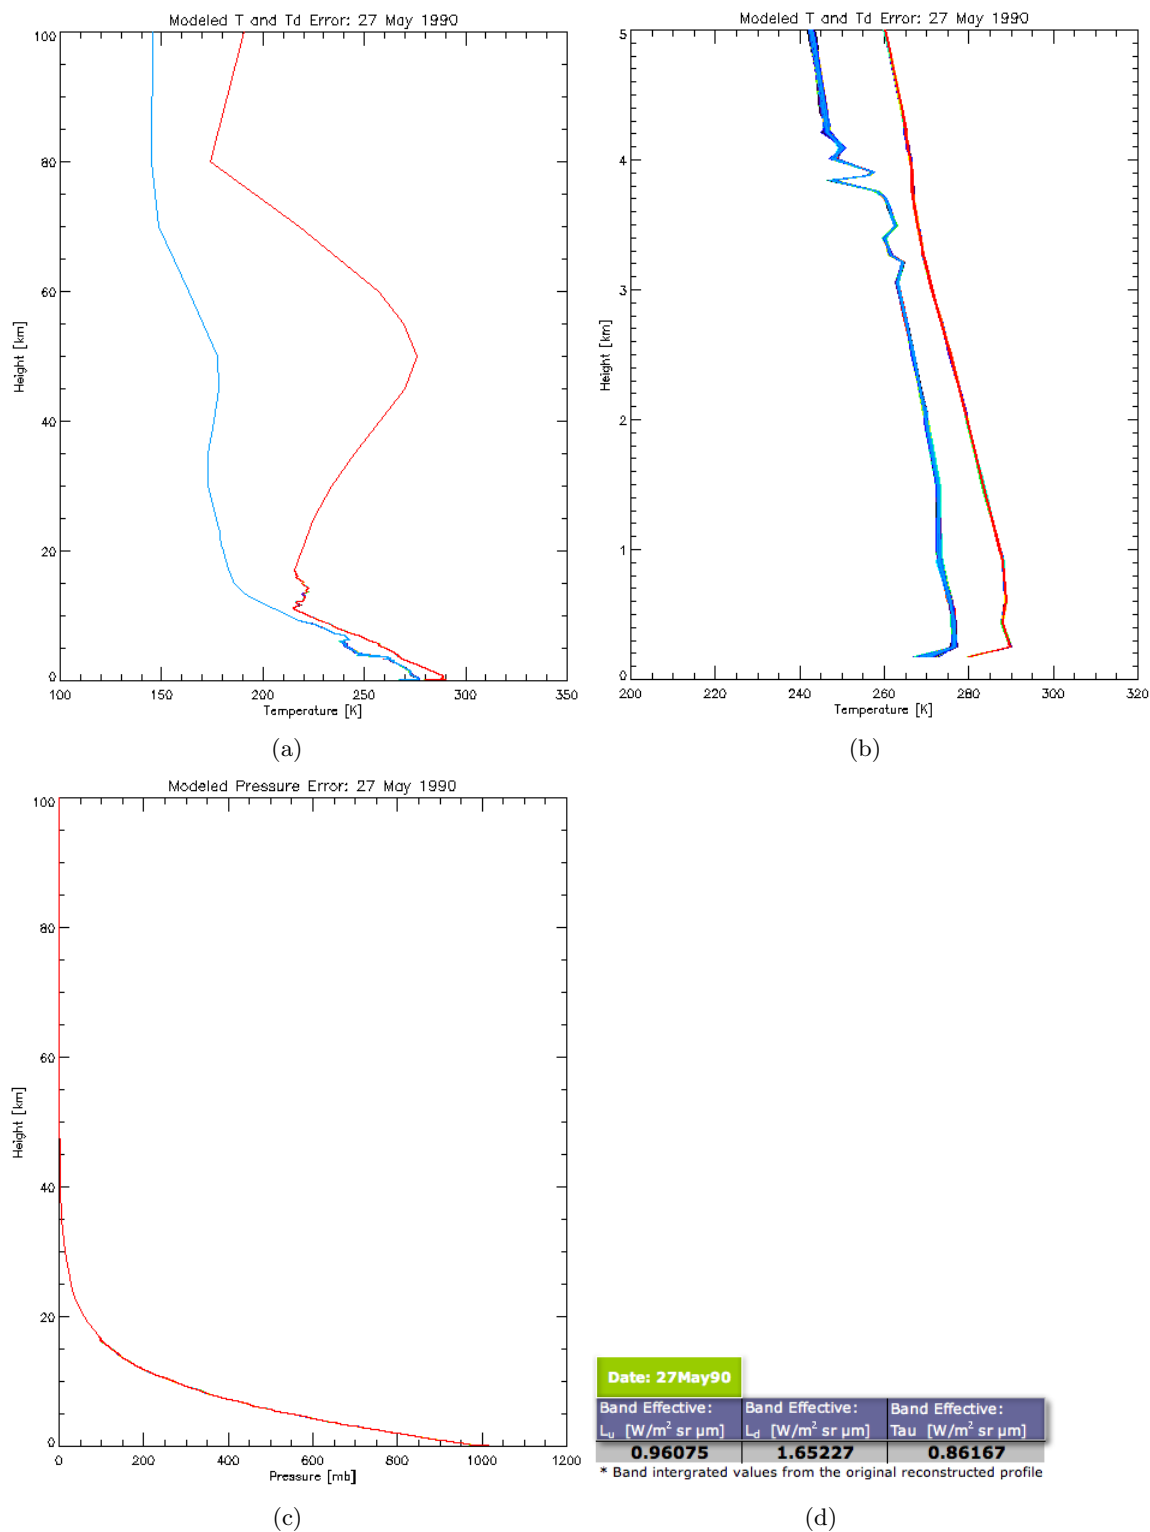 Modeled T and Td Error: 27 May 1990
100
80
60
40
20
0
Height [km]
100 150 200 250 300 350
Temperature [K]
(a)
Modeled T and Td Error: 27 May 1990
5
4
3
2
1
0
Height [km]
200 220 240 260 280 300 320
Temperature [K]
(b)
Modeled Pressure Error: 27 May 1990
100
80
60
40
20
0
Height [km]
0 200 400 600 800 1000 1200
Pressure [mb]
(c)
Date: 27May90
Band Effective: Band Effective: Band Effective:
Lu [W/m² sr µm] Ld [W/m² sr µm] Tau [W/m² sr µm]
0.96075 1.65227 0.86167
* Band intergrated values from the original reconstructed profile
(d)